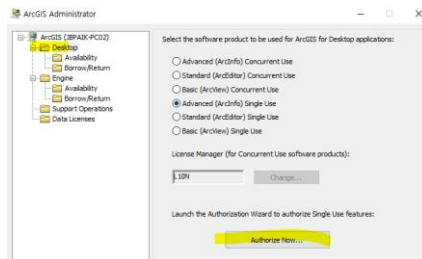 ArcGIS Administrator
ArcGIS (JBPAIK-PC02)
Desktop
Availability
Borrow/Return
Engine
Availability
Borrow/Return
Support Operations
Data Licenses
Select the software product to be used for ArcGIS for Desktop applications:
Advanced (ArcInfo) Concurrent Use
Standard (ArcEditor) Concurrent Use
Basic (ArcView) Concurrent Use
Advanced (ArcInfo) Single Use
Standard (ArcEditor) Single Use
Basic (ArcView) Single Use
License Manager (for Concurrent Use software products):
Change...
Launch the Authorization Wizard to authorize Single Use features:
Authorize Now...